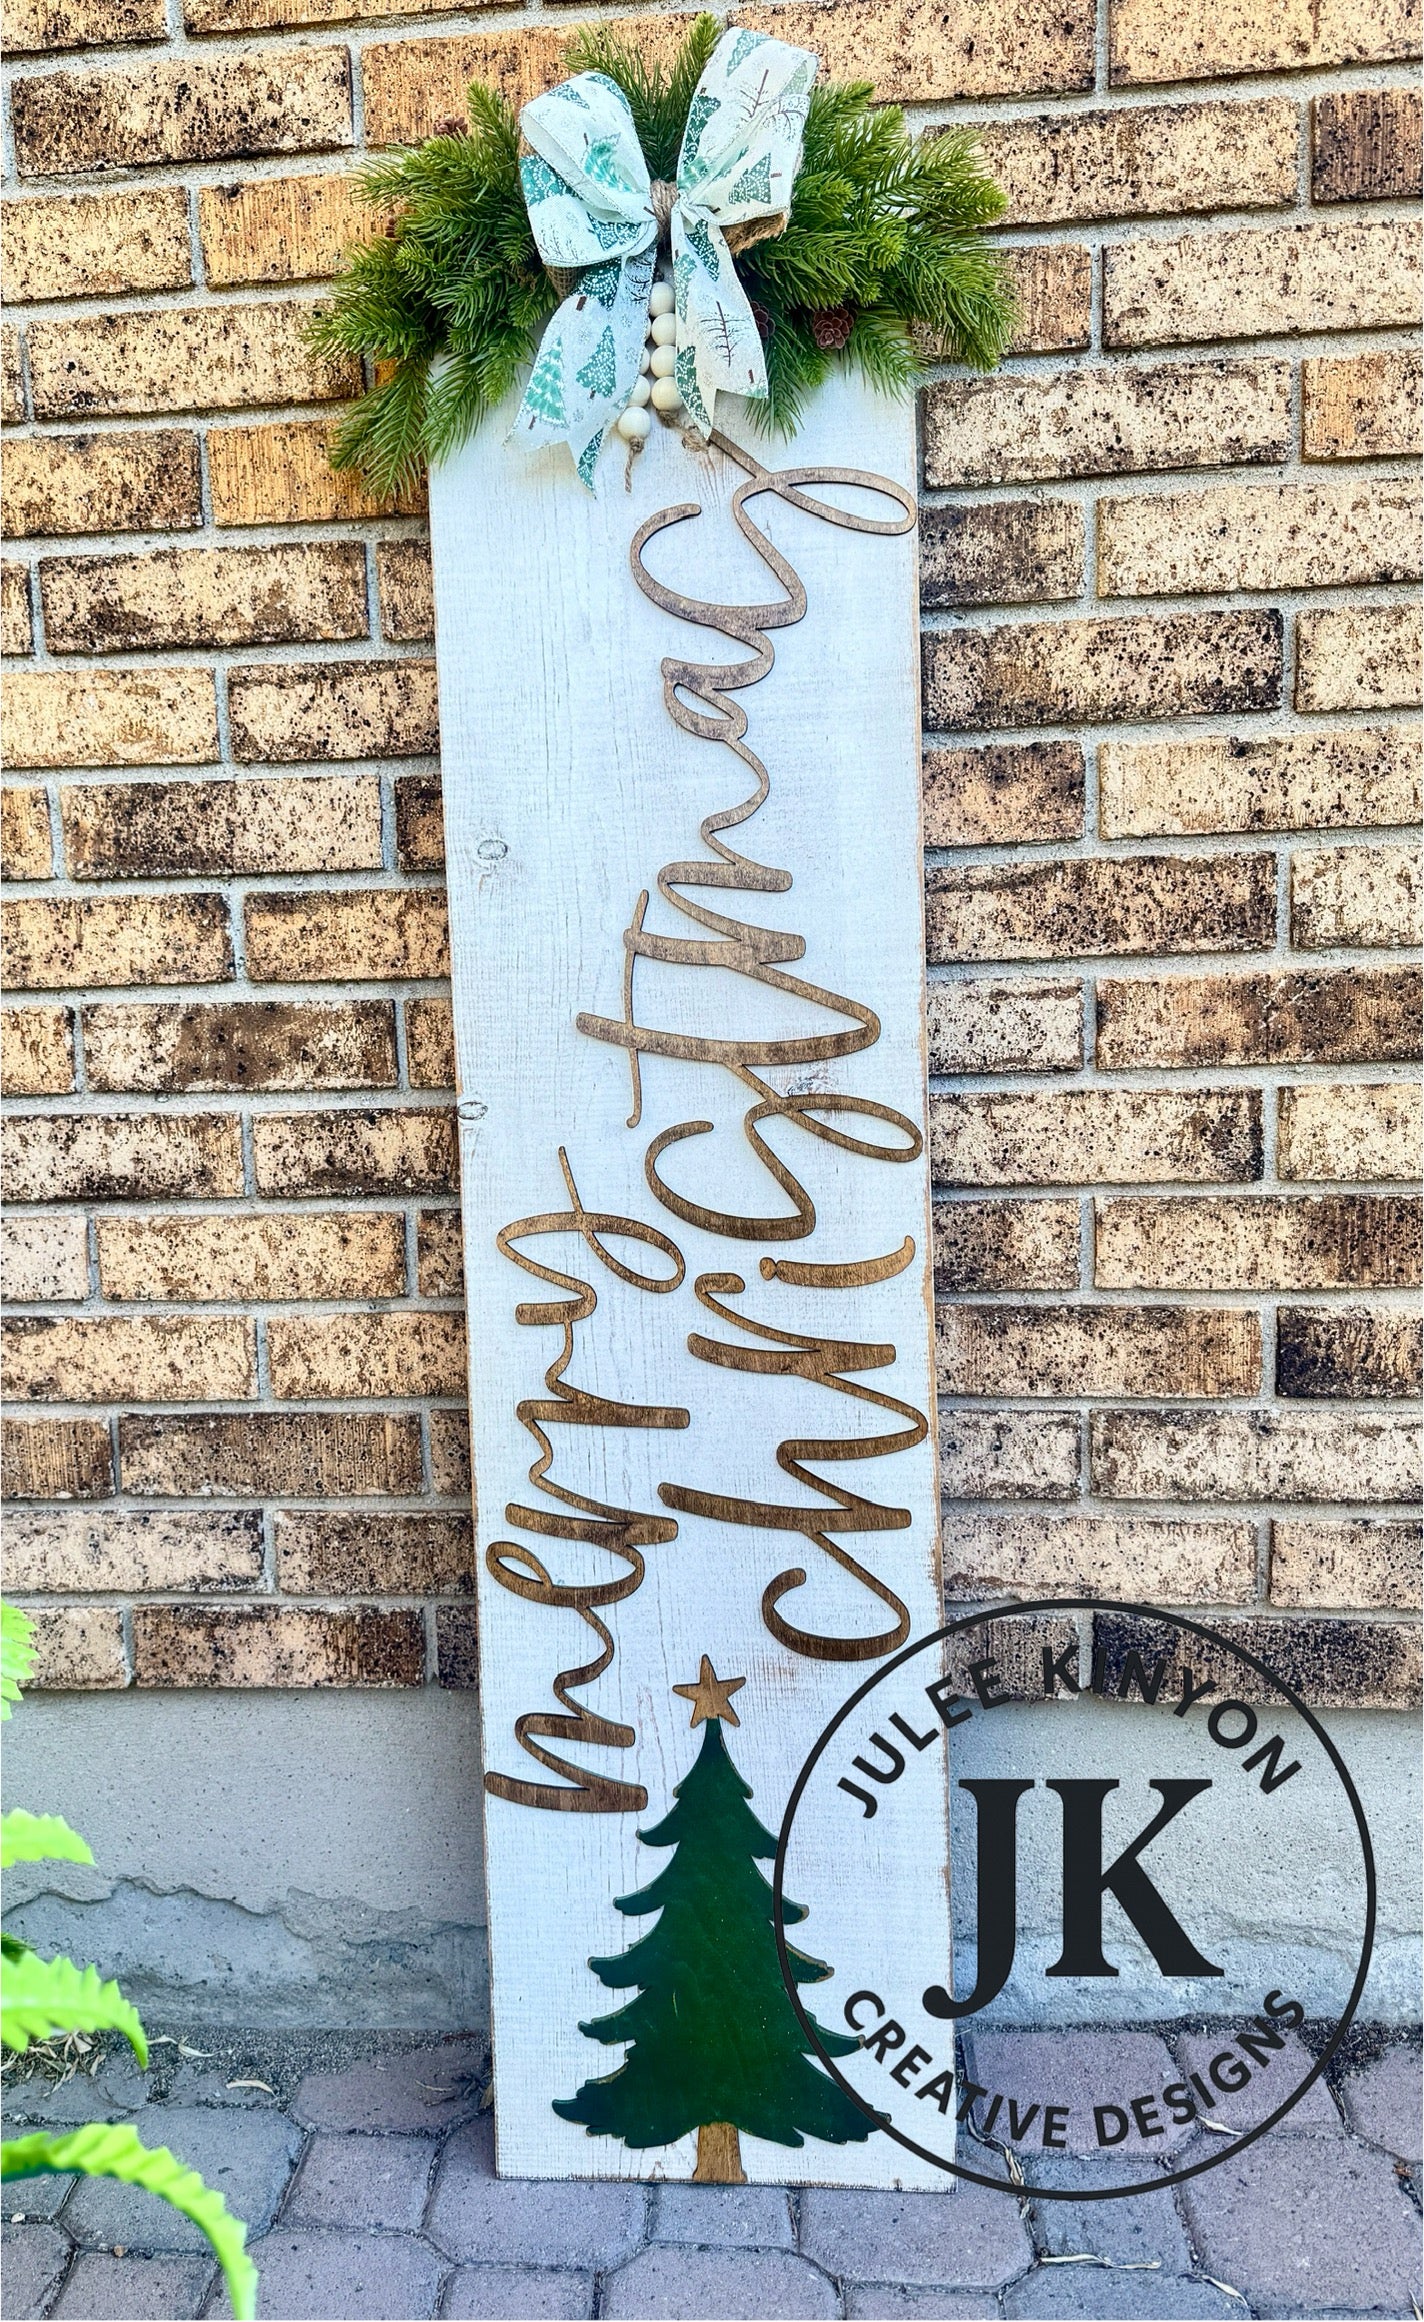 merry
christmas
JULEE KINYON
JK
CREATIVE DESIGNS